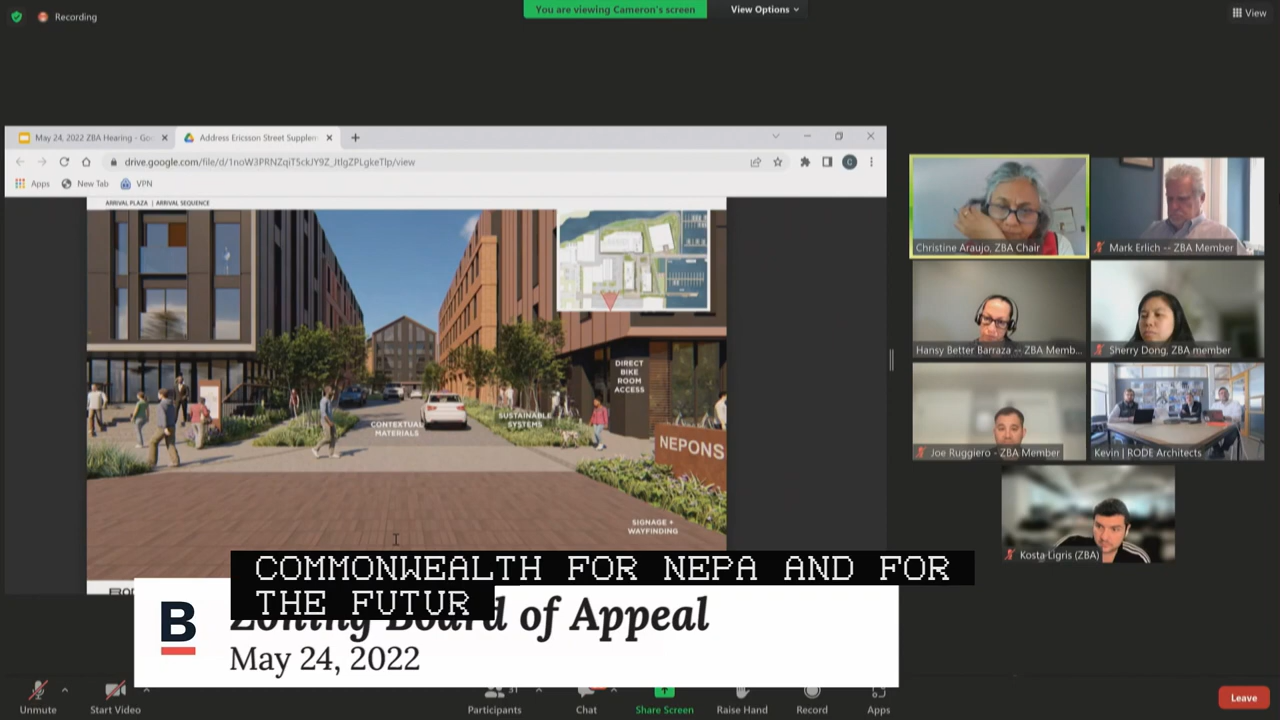 Recording
You are viewing Cameron's screen
View Options
View
May 24, 2022 ZBA Hearing - Goo
Address Ericsson Street Supplem
drive.google.com/file/d/1noW3PRNZqiT5ckJY9Z_JtlgZPLgkeTlp/view
Apps
New Tab
VPN
ARRIVAL PLAZA | ARRIVAL SEQUENCE
DIRECT
BIKE
ROOM
ACCESS
CONTEXTUAL
MATERIALS
SUSTAINABLE
SYSTEMS
NEPONS
SIGNAGE +
WAYFINDING
Christine Araujo, ZBA Chair
Mark Erlich -- ZBA Member
Hansy Better Barraza -- ZBA Memb...
Sherry Dong, ZBA member
Joe Ruggiero - ZBA Member
Kevin | RODE Architects
Kosta Ligris (ZBA)
COMMONWEALTH FOR NEPA AND FOR
THE FUTUR
B
Zoning Board of Appeal
May 24, 2022
Unmute
Start Video
Participants
31
Chat
Share Screen
Raise Hand
Record
Apps
Leave